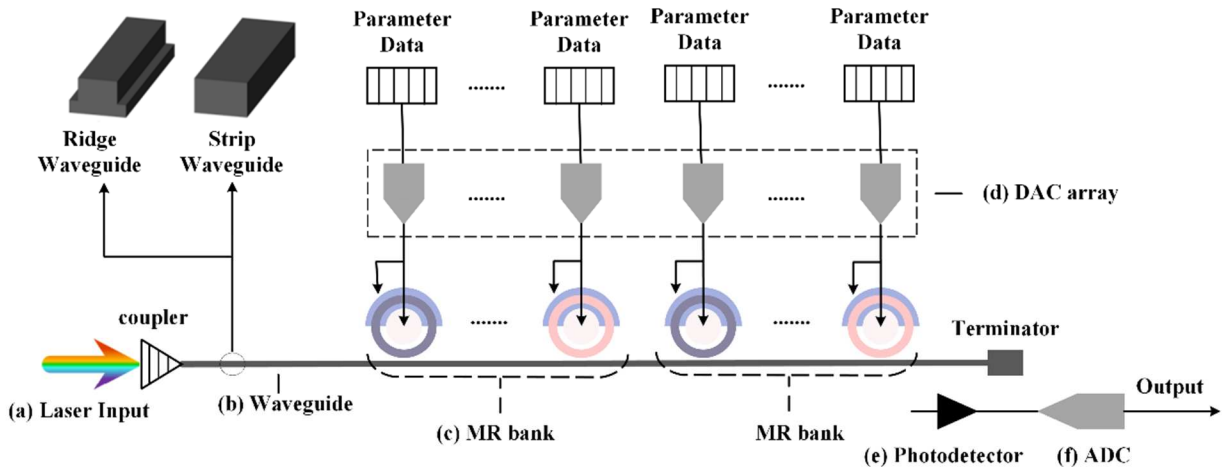 Parameter
Data
Parameter
Data
Parameter
Data
Parameter
Data
.......
.......
Ridge
Waveguide
Strip
Waveguide
.......
.......
(d) DAC array
coupler
.......
.......
Terminator
(a) Laser Input
(b) Waveguide
(c) MR bank
MR bank
Output
(e) Photodetector
(f) ADC